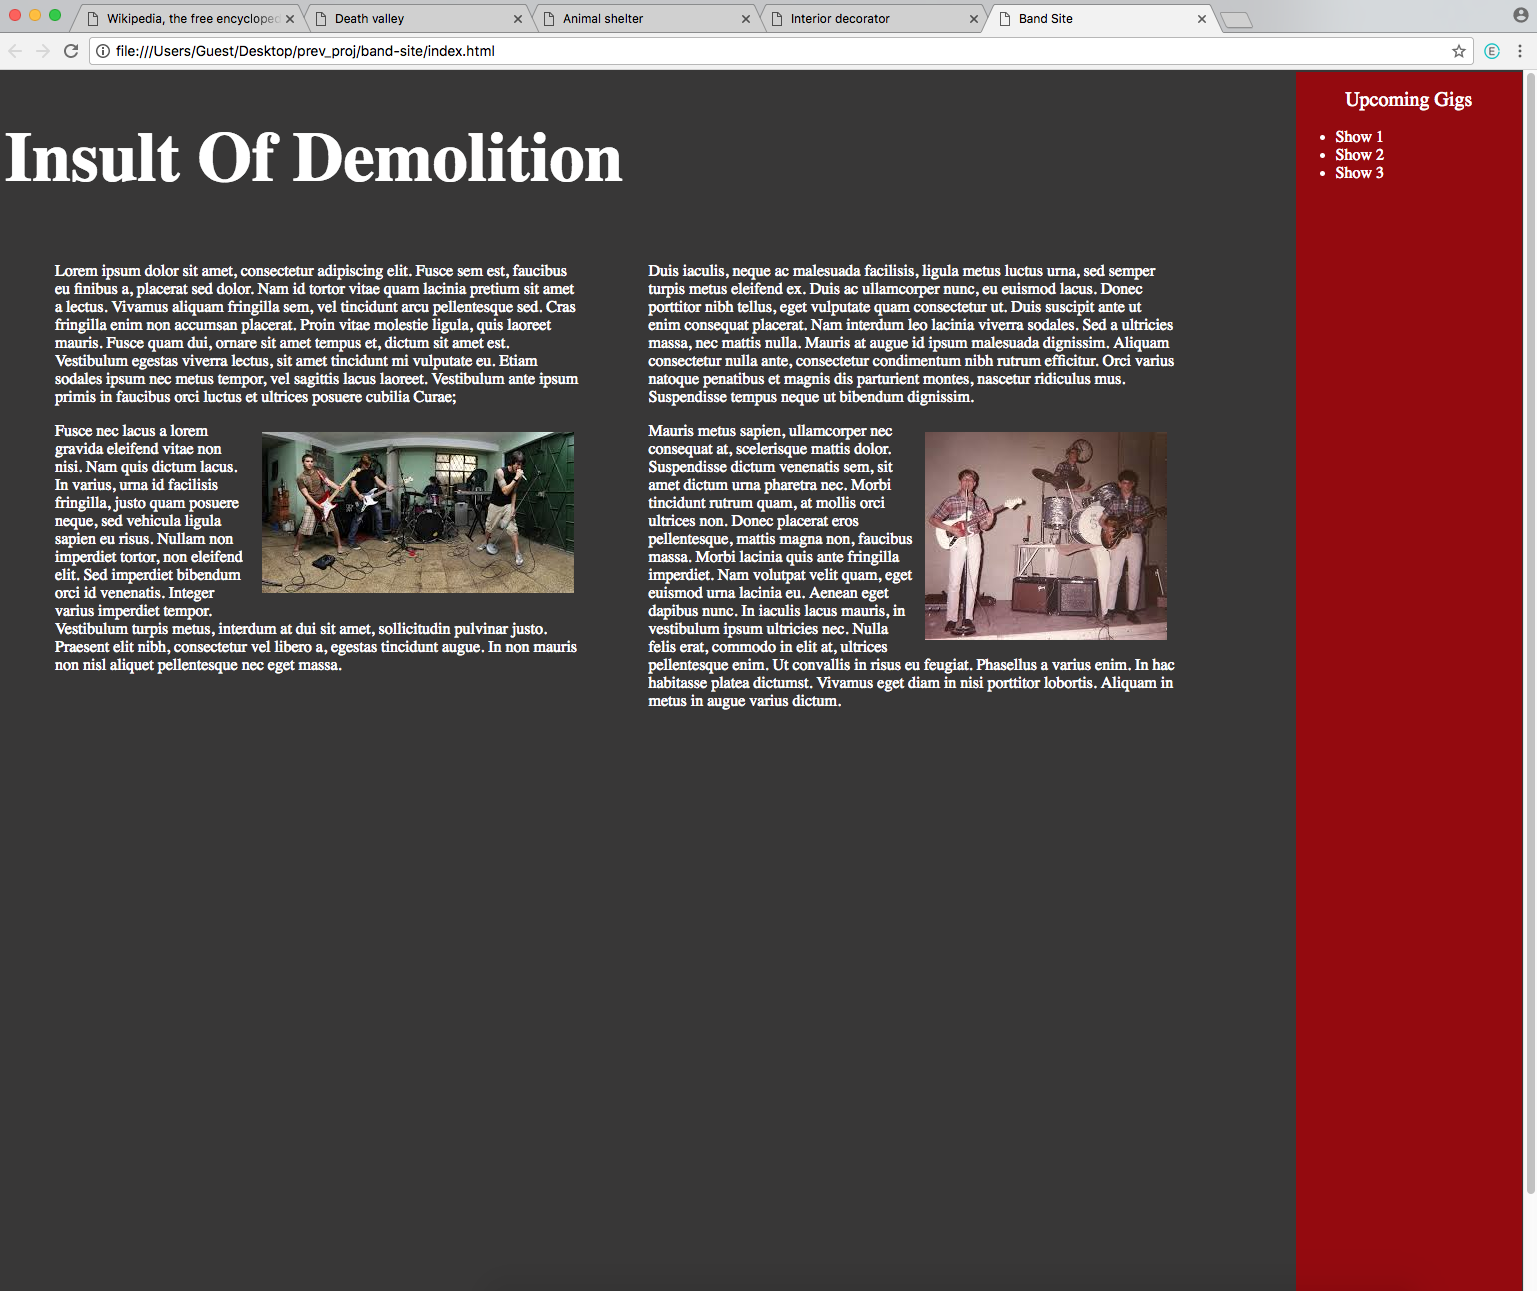 Wikipedia, the free encycloped
Death valley
Animal shelter
Interior decorator
Band Site
file:///Users/Guest/Desktop/prev_proj/band-site/index.html
E
Insult Of Demolition
Lorem ipsum dolor sit amet, consectetur adipiscing elit. Fusce sem est, faucibus
eu finibus a, placerat sed dolor. Nam id tortor vitae quam lacinia pretium sit amet
a lectus. Vivamus aliquam fringilla sem, vel tincidunt arcu pellentesque sed. Cras
fringilla enim non accumsan placerat. Proin vitae molestie ligula, quis laoreet
mauris. Fusce quam dui, ornare sit amet tempus et, dictum sit amet est.
Vestibulum egestas viverra lectus, sit amet tincidunt mi vulputate eu. Etiam
sodales ipsum nec metus tempor, vel sagittis lacus laoreet. Vestibulum ante ipsum
primis in faucibus orci luctus et ultrices posuere cubilia Curae;
Fusce nec lacus a lorem
gravida eleifend vitae non
nisi. Nam quis dictum lacus.
In varius, urna id facilisis
fringilla, justo quam posuere
neque, sed vehicula ligula
sapien eu risus. Nullam non
imperdiet tortor, non eleifend
elit. Sed imperdiet bibendum
orci id venenatis. Integer
varius imperdiet tempor.
Vestibulum turpis metus, interdum at dui sit amet, sollicitudin pulvinar justo.
Praesent elit nibh, consectetur vel libero a, egestas tincidunt augue. In non mauris
non nisl aliquet pellentesque nec eget massa.
Duis iaculis, neque ac malesuada facilisis, ligula metus luctus urna, sed semper
turpis metus eleifend ex. Duis ac ullamcorper nunc, eu euismod lacus. Donec
porttitor nibh tellus, eget vulputate quam consectetur ut. Duis suscipit ante ut
enim consequat placerat. Nam interdum leo lacinia viverra sodales. Sed a ultricies
massa, nec mattis nulla. Mauris at augue id ipsum malesuada dignissim. Aliquam
consectetur nulla ante, consectetur condimentum nibh rutrum efficitur. Orci varius
natoque penatibus et magnis dis parturient montes, nascetur ridiculus mus.
Suspendisse tempus neque ut bibendum dignissim.
Mauris metus sapien, ullamcorper nec
consequat at, scelerisque mattis dolor.
Suspendisse dictum venenatis sem, sit
amet dictum urna pharetra nec. Morbi
tincidunt rutrum quam, at mollis orci
ultrices non. Donec placerat eros
pellentesque, mattis magna non, faucibus
massa. Morbi lacinia quis ante fringilla
imperdiet. Nam volutpat velit quam, eget
euismod urna lacinia eu. Aenean eget
dapibus nunc. In iaculis lacus mauris, in
vestibulum ipsum ultricies nec. Nulla
felis erat, commodo in elit at, ultrices
pellentesque enim. Ut convallis in risus eu feugiat. Phasellus a varius enim. In hac
habitasse platea dictumst. Vivamus eget diam in nisi porttitor lobortis. Aliquam in
metus in augue varius dictum.
Upcoming Gigs
Show 1
Show 2
Show 3